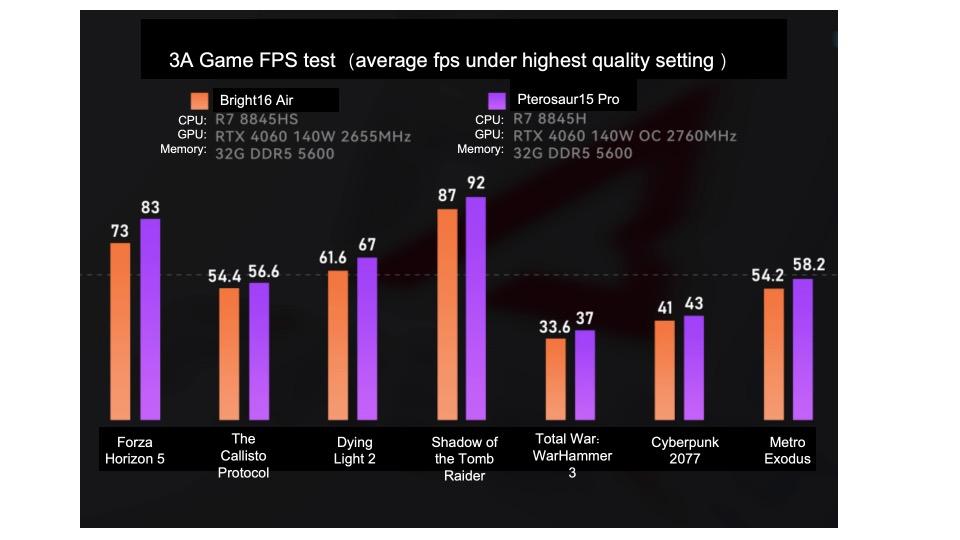 3A Game FPS test（average fps under highest quality setting）
Bright16 Air
CPU: R7 8845HS
GPU: RTX 4060 140W 2655MHz
Memory: 32G DDR5 5600
Pterosaur15 Pro
CPU: R7 8845H
GPU: RTX 4060 140W OC 2760MHz
Memory: 32G DDR5 5600
73 83
54.4 56.6
61.6 67
87 92
33.6 37
41 43
54.2 58.2
Forza
Horizon 5
The
Callisto
Protocol
Dying
Light 2
Shadow of
the Tomb
Raider
Total War:
WarHammer
3
Cyberpunk
2077
Metro
Exodus